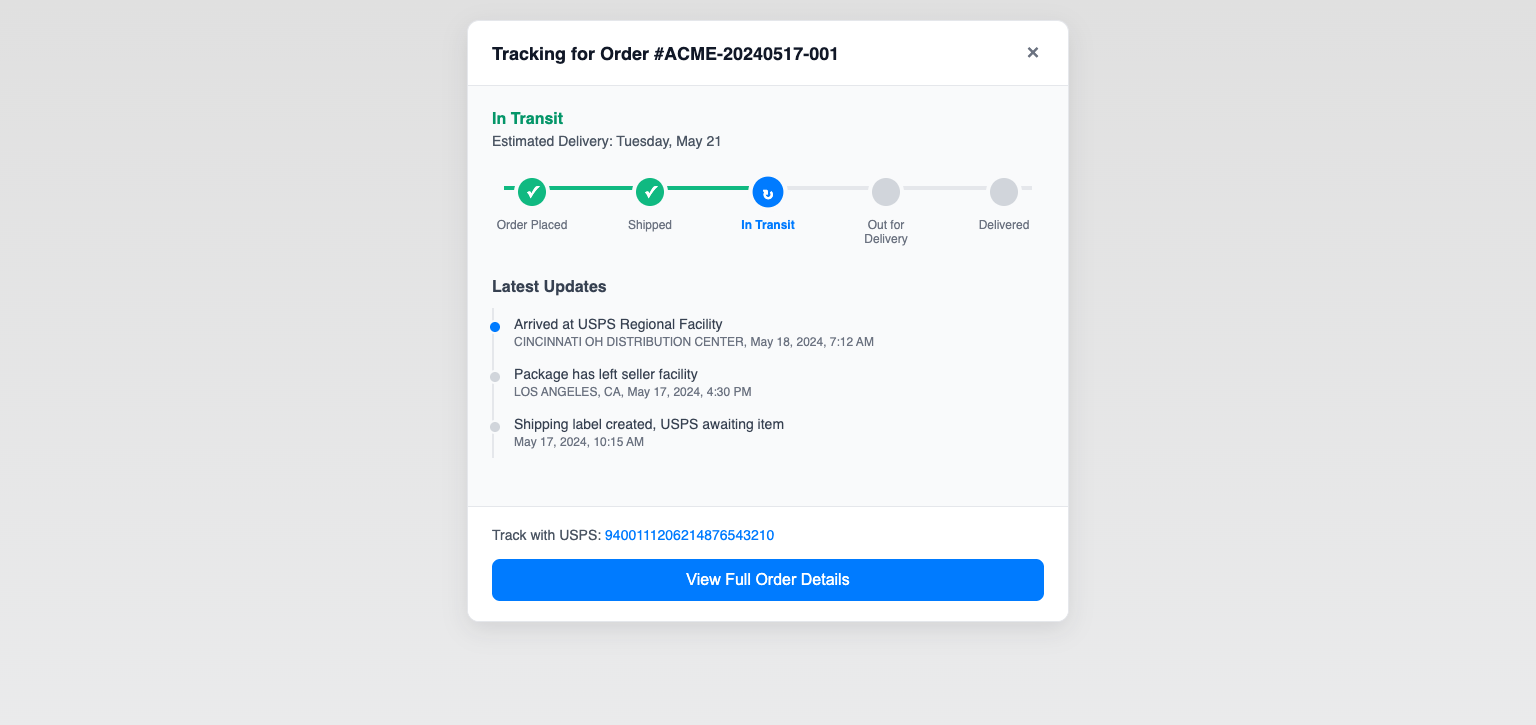 Tracking for Order #ACME-20240517-001
×
In Transit
Estimated Delivery: Tuesday, May 21
✓ ✓ ↻
Order Placed
Shipped
In Transit
Out for
Delivery
Delivered
Latest Updates
Arrived at USPS Regional Facility
CINCINNATI OH DISTRIBUTION CENTER, May 18, 2024, 7:12 AM
Package has left seller facility
LOS ANGELES, CA, May 17, 2024, 4:30 PM
Shipping label created, USPS awaiting item
May 17, 2024, 10:15 AM
Track with USPS: 9400111206214876543210
View Full Order Details